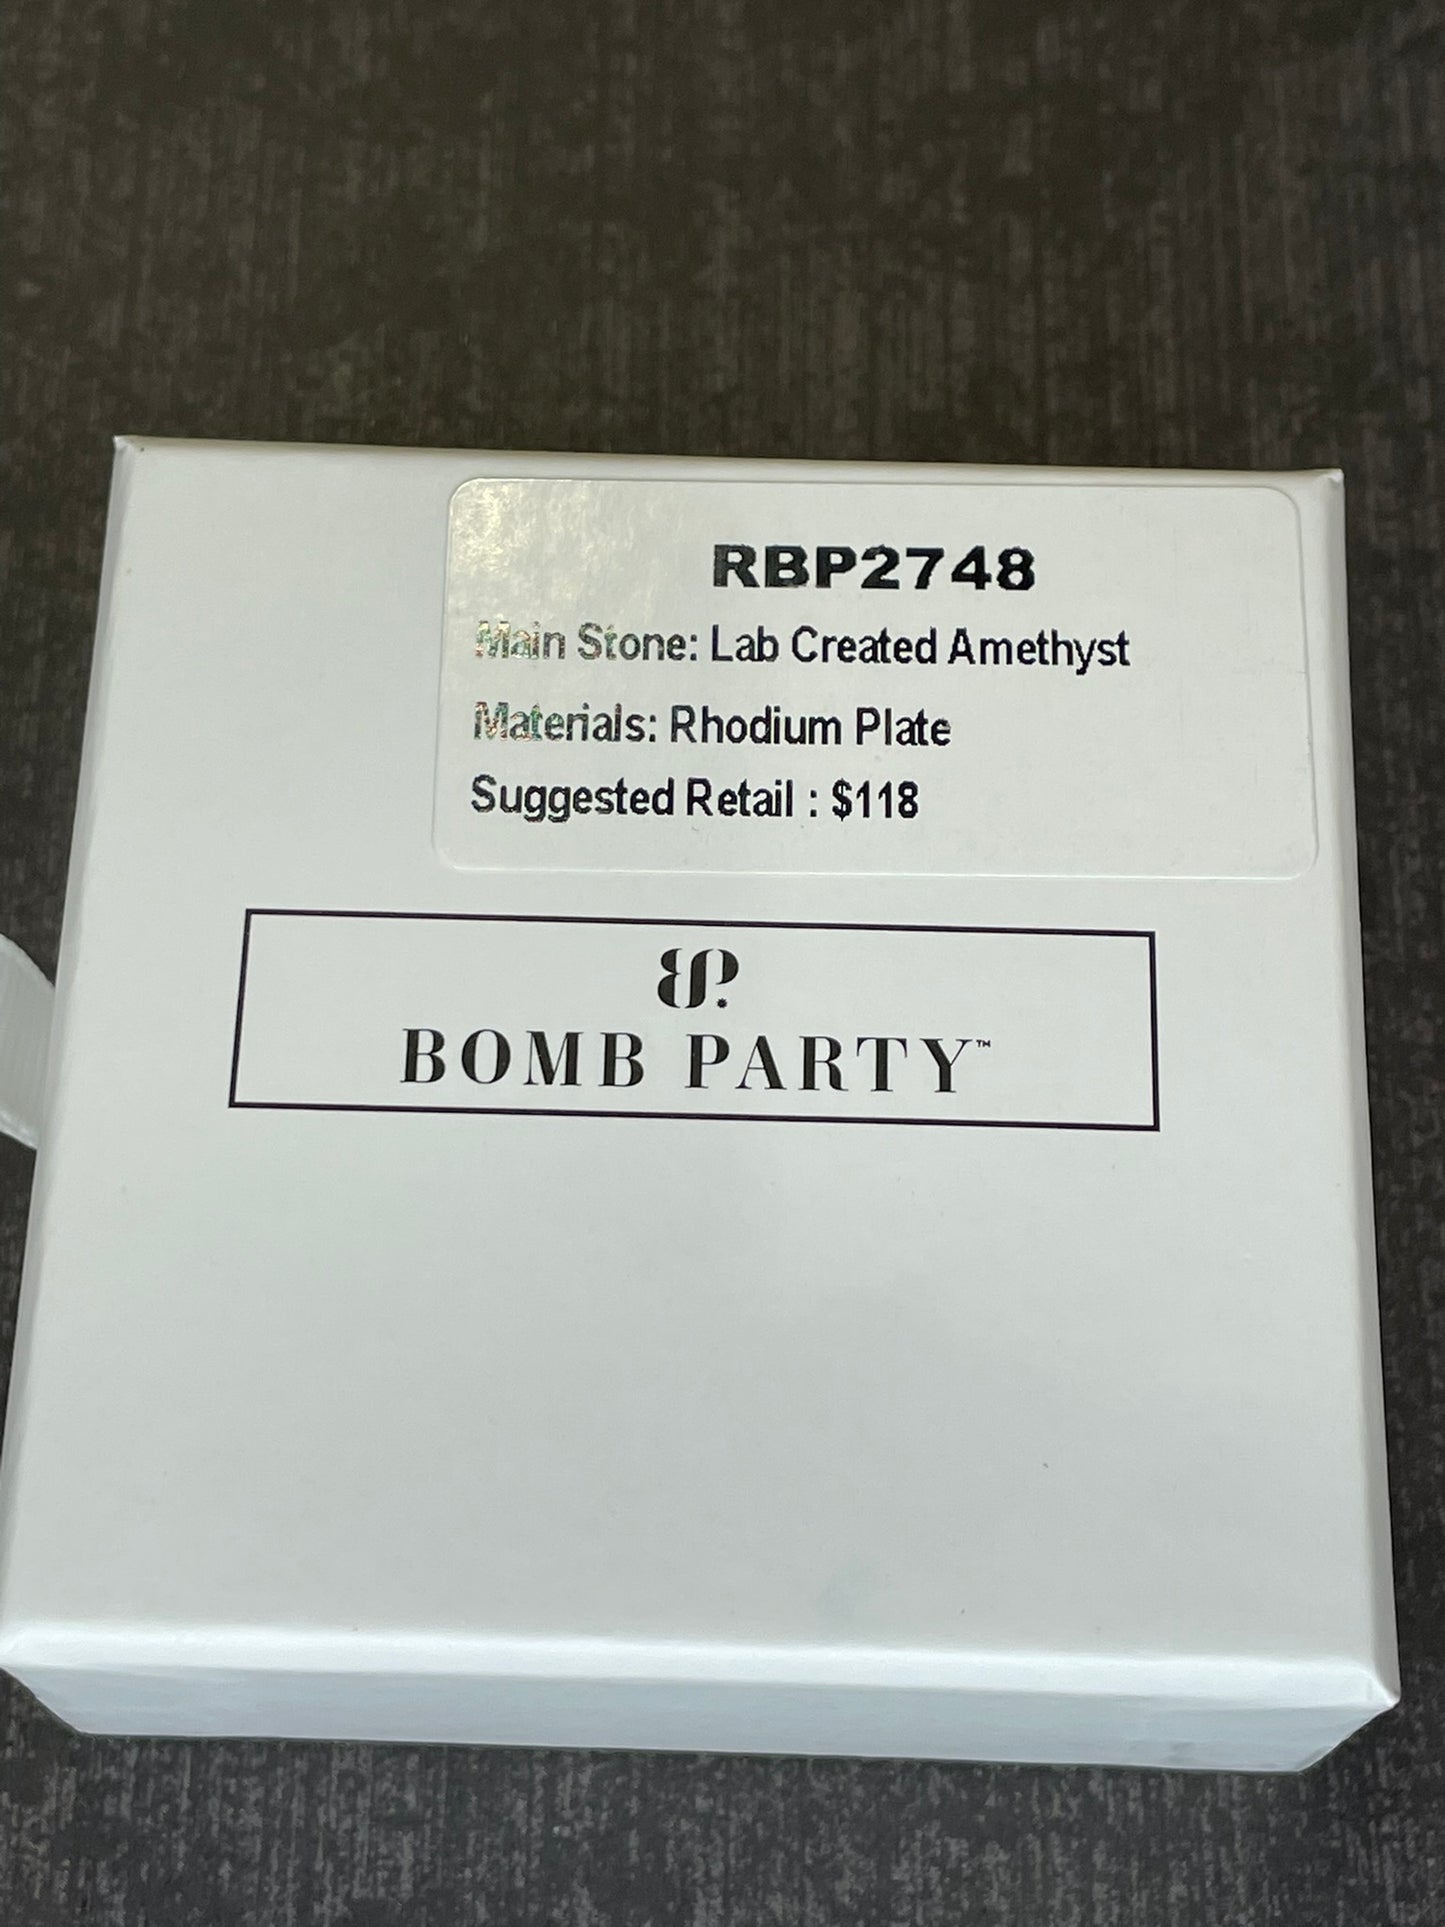 RBP2748
Main Stone: Lab Created Amethyst
Materials: Rhodium Plate
Suggested Retail : $118
BP.
BOMB PARTY™